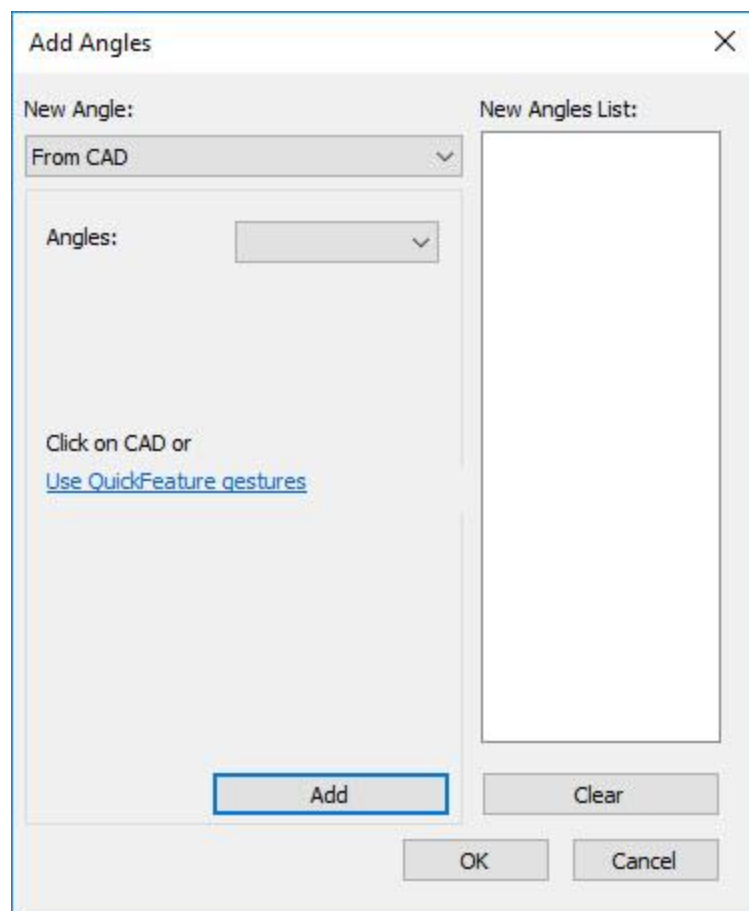 Add Angles
New Angle:
New Angles List:
From CAD
Angles:
Click on CAD or
Use QuickFeature gestures
Add
Clear
OK
Cancel